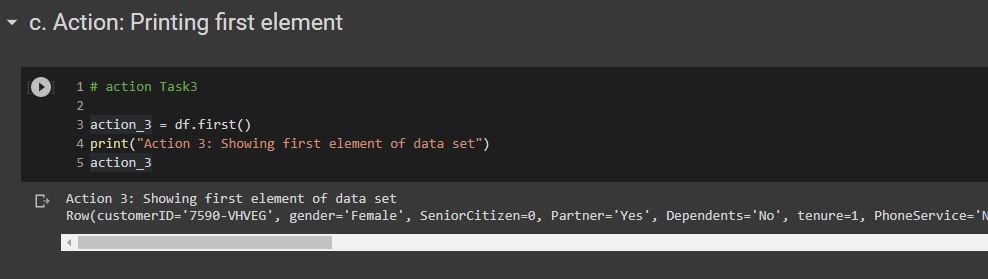 c. Action: Printing first element
1 # action Task3
2
3 action_3 = df.first()
4 print("Action 3: Showing first element of data set")
5 action_3
Action 3: Showing first element of data set
Row(customerID='7590-VHVEG', gender='Female', SeniorCitizen=0, Partner='Yes', Dependents='No', tenure=1, PhoneService='N